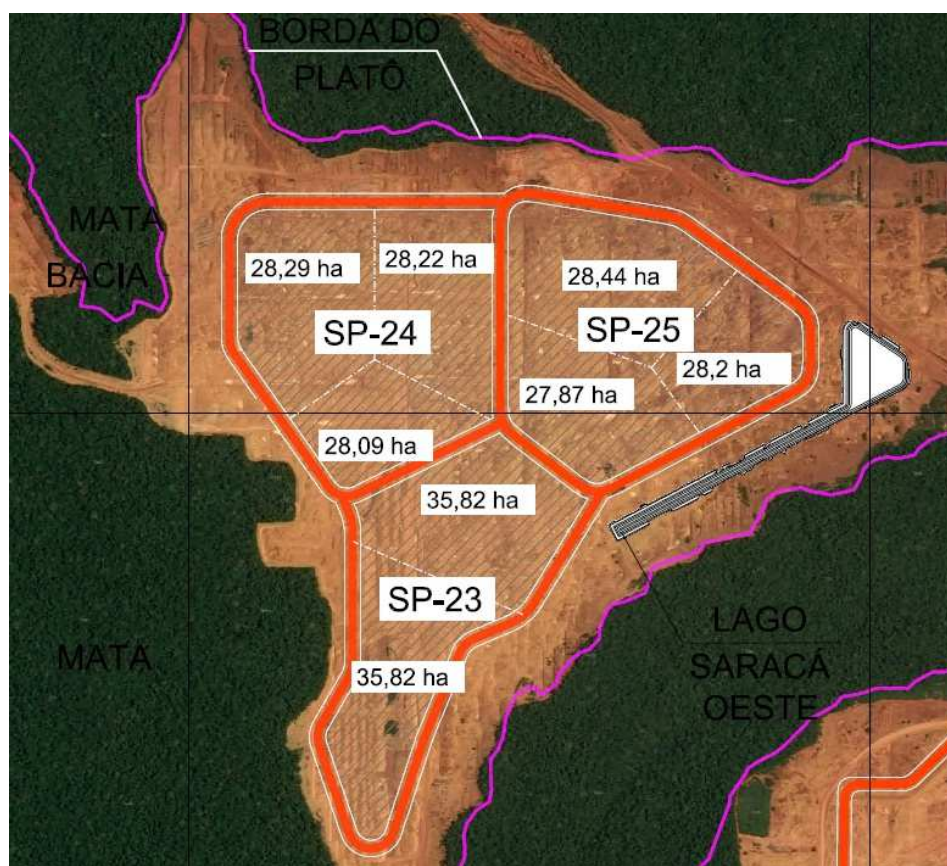 BORDA DO
PLATÔ
MATA
BACIA
28,29 ha
28,22 ha
28,44 ha
SP-24
SP-25
28,2 ha
27,87 ha
28,09 ha
35,82 ha
SP-23
LAGO
SARACÁ
OESTE
MATA
35,82 ha